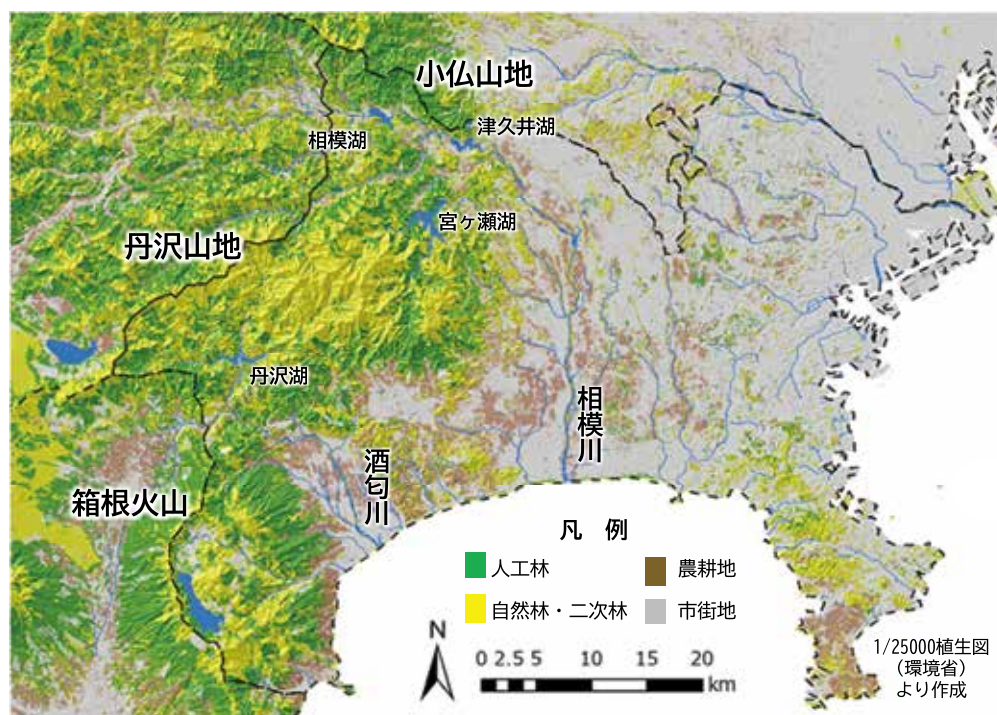 小仏山地
津久井湖
相模湖
宮ヶ瀬湖
丹沢山地
丹沢湖
相模川
酒匂川
箱根火山
凡 例
人工林
農耕地
自然林・二次林
市街地
N
0 2.5 5 10 15 20
km
1/25000植生図
（環境省）
より作成